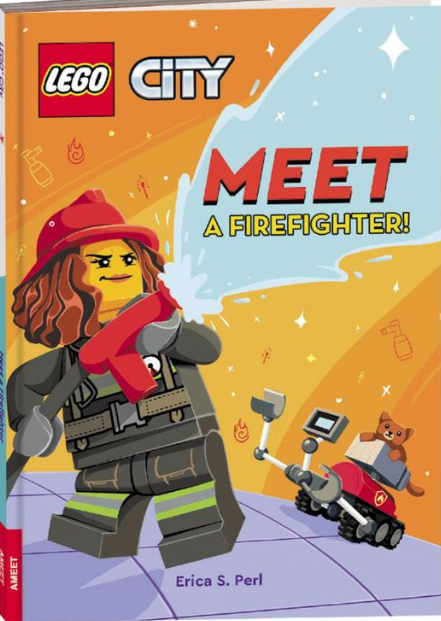 LEGO CITY
MEET
A FIREFIGHTER!
Erica S. Perl
AMEET